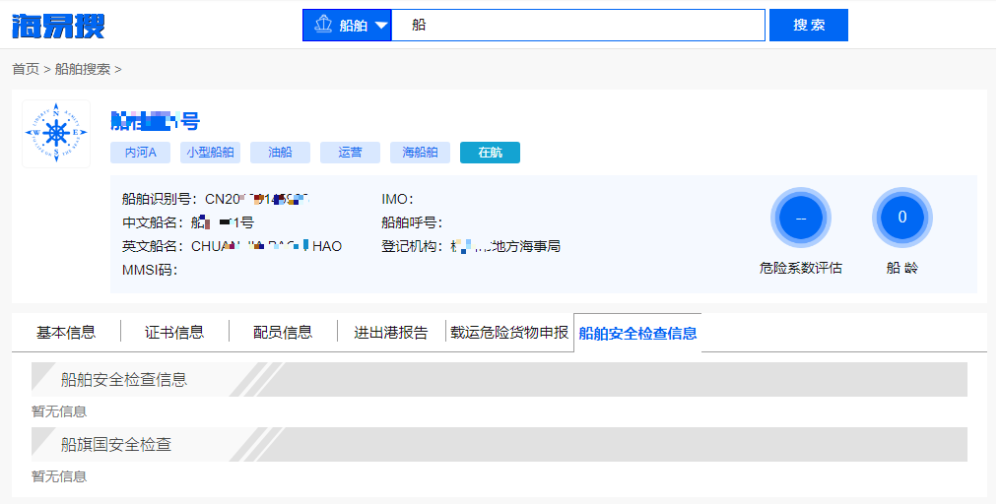 海易搜
船舶
船
搜 索
首页 > 船舶搜索 >
号
内河A
小型船舶
油船
运营
海船舶
在航
船舶识别号：CN20
IMO：
中文船名：船 1号
船舶呼号：
英文船名：CHUAN HAO
登记机构： 地方海事局
MMSI码：
--
危险系数评估
0
船 龄
基本信息
证书信息
配员信息
进出港报告
载运危险货物申报
船舶安全检查信息
船舶安全检查信息
暂无信息
船旗国安全检查
暂无信息